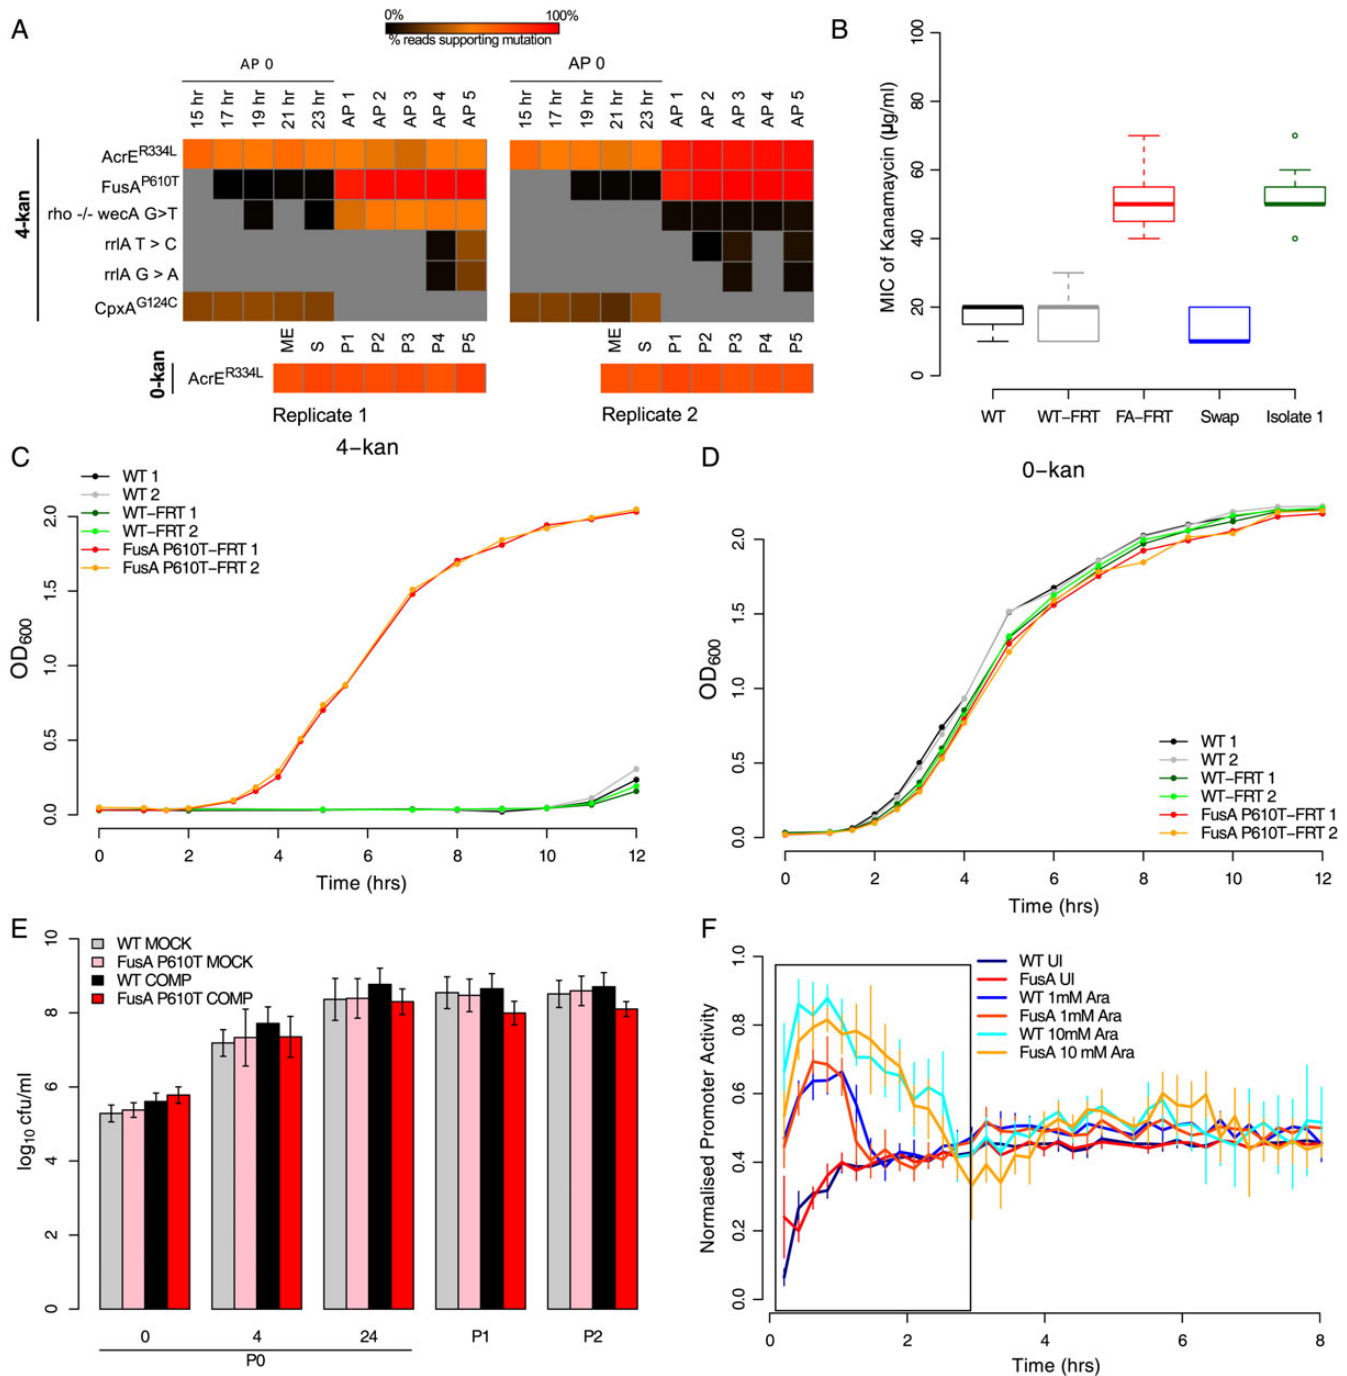 A
0% 100%
% reads supporting mutation
AP 0
15 hr 17 hr 19 hr 21 hr 23 hr AP 1 AP 2 AP 3 AP 4 AP 5
AP 0
15 hr 17 hr 19 hr 21 hr 23 hr AP 1 AP 2 AP 3 AP 4 AP 5
4-kan
AcrE R334L
FusA P610T
rho -/- wecA G>T
rrlA T > C
rrlA G > A
CpxA G124C
ME S P1 P2 P3 P4 P5
ME S P1 P2 P3 P4 P5
0-kan
AcrE R334L
Replicate 1
Replicate 2
B
MIC of Kanamycin (µg/ml)
100
80
60
40
20
0
WT WT-FRT FA-FRT Swap Isolate 1
C
4-kan
WT 1
WT 2
WT-FRT 1
WT-FRT 2
FusA P610T-FRT 1
FusA P610T-FRT 2
OD600
2.0
1.5
1.0
0.5
0.0
0 2 4 6 8 10 12
Time (hrs)
D
0-kan
OD600
2.0
1.5
1.0
0.5
0.0
WT 1
WT 2
WT-FRT 1
WT-FRT 2
FusA P610T-FRT 1
FusA P610T-FRT 2
0 2 4 6 8 10 12
Time (hrs)
E
WT MOCK
FusA P610T MOCK
WT COMP
FusA P610T COMP
log10 cfu/ml
10
8
6
4
2
0
0 4 24 P1 P2
P0
F
WT UI
FusA UI
WT 1mM Ara
FusA 1mM Ara
WT 10mM Ara
FusA 10 mM Ara
Normalised Promoter Activity
1.0
0.8
0.6
0.4
0.2
0.0
0 2 4 6 8
Time (hrs)